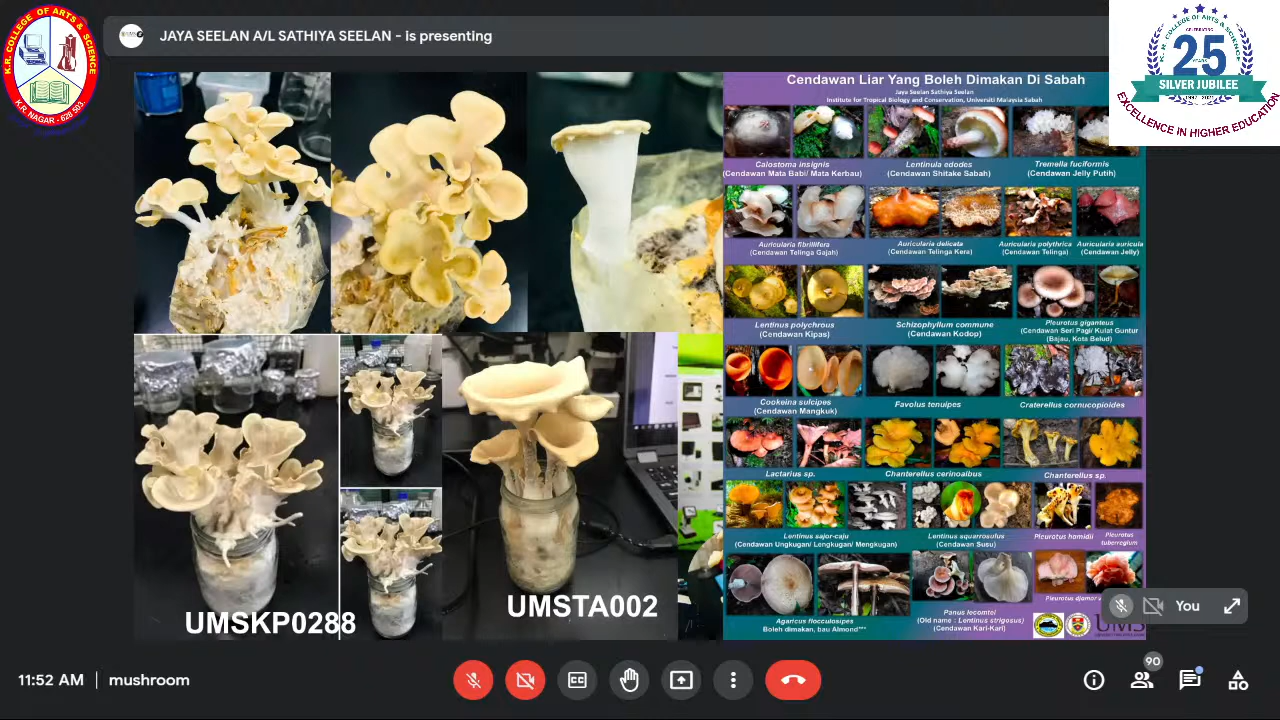 K.R. COLLEGE OF ARTS & SCIENCE
K.R. NAGAR - 628 503.
JAYA SEELAN A/L SATHIYA SEELAN - is presenting
K. R. COLLEGE OF ARTS & SCIENCE
CELEBRATING
25
YEARS
SILVER JUBILEE
EXCELLENCE IN HIGHER EDUCATION
Cendawan Liar Yang Boleh Dimakan Di Sabah
Jaya Seelan Sathiya Seelan
Institute for Tropical Biology and Conservation, Universiti Malaysia Sabah
Calostoma insignis
(Cendawan Mata Babi/ Mata Kerbau)
Lentinula edodes
(Cendawan Shitake Sabah)
Tremella fuciformis
(Cendawan Jelly Putih)
Auricularia fibrillifera
(Cendawan Telinga Gajah)
Auricularia delicata
(Cendawan Telinga Kera)
Auricularia polythrica
(Cendawan Telinga)
Auricularia auricula
(Cendawan Jelly)
Lentinus polychrous
(Cendawan Kipas)
Schizophyllum commune
(Cendawan Kodop)
Pleurotus giganteus
(Cendawan Seri Pagi/ Kulat Guntur
(Bajau, Kota Belud)
Cookeina sulcipes
(Cendawan Mangkuk)
Favolus tenuipes
Craterellus cornucopioides
Lactarius sp.
Chanterellus cerinoalbus
Chanterellus sp.
Lentinus sajor-caju
(Cendawan Ungkugan/ Lengkugan/ Mengkugan)
Lentinus squarrosulus
(Cendawan Susu)
Pleurotus hamidii
Pleurotus
tuberregium
Agaricus flocculosipes
Boleh dimakan, bau Almond***
Panus lecomtei
(Old name : Lentinus strigosus)
(Cendawan Kari-Kari)
Pleurotus djamor
UMS
UMSKP0288
UMSTA002
You
11:52 AM | mushroom
CC
90